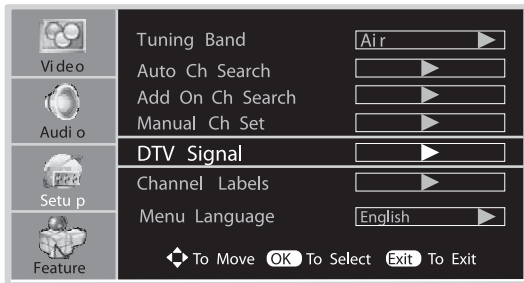 Video
Audio
Setup
Feature
Tuning Band Air
Auto Ch Search
Add On Ch Search
Manual Ch Set
DTV Signal
Channel Labels
Menu Language English
To Move OK To Select Exit To Exit